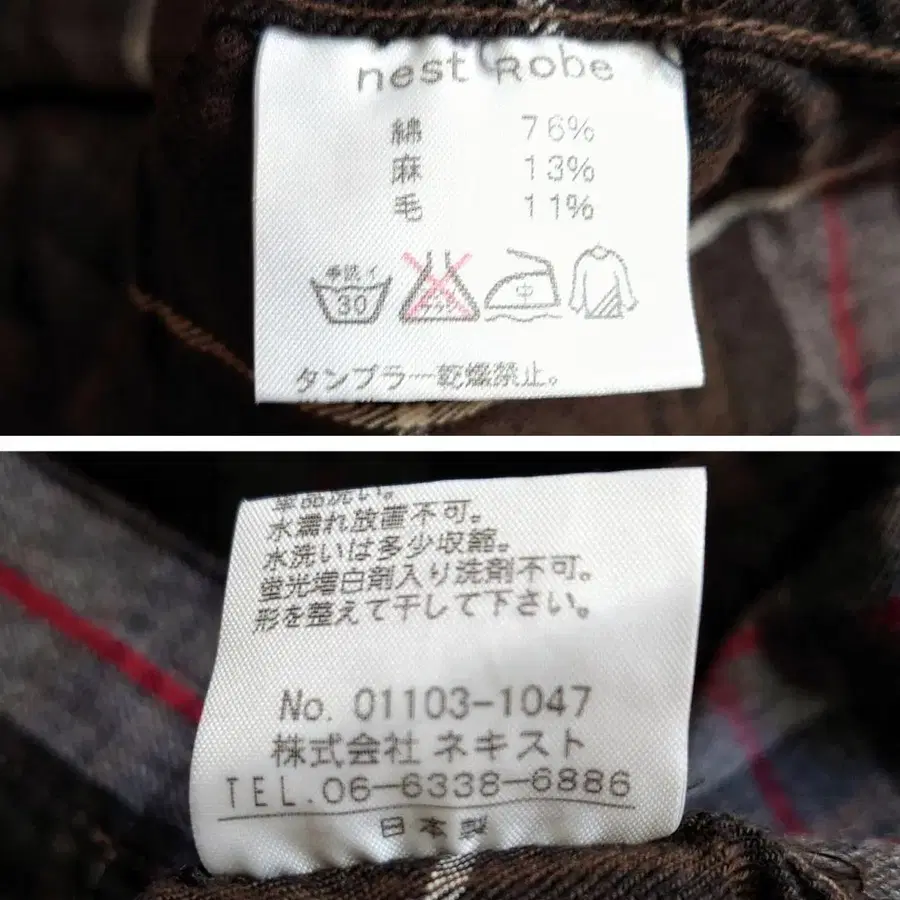 nest Robe
綿 76%
麻 13%
毛 11%
手洗イ
30
中
タンブラー乾燥禁止。
単品洗い。
水濡れ放置不可。
水洗いは多少収縮。
蛍光増白剤入り洗剤不可。
形を整えて干して下さい。
No. 01103-1047
株式会社 ネキスト
TEL.06-6338-6886
日本製